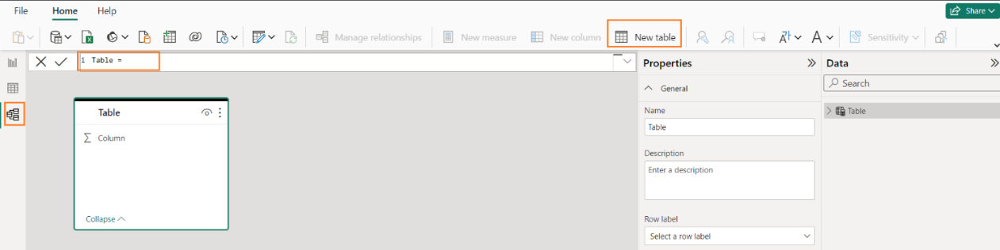 File Home Help Share
Manage relationships New measure New column New table Sensitivity
1 Table =
Properties Data
General Search
Table Name Table
Column Table
Description
Enter a description
Collapse Row label
Select a row label